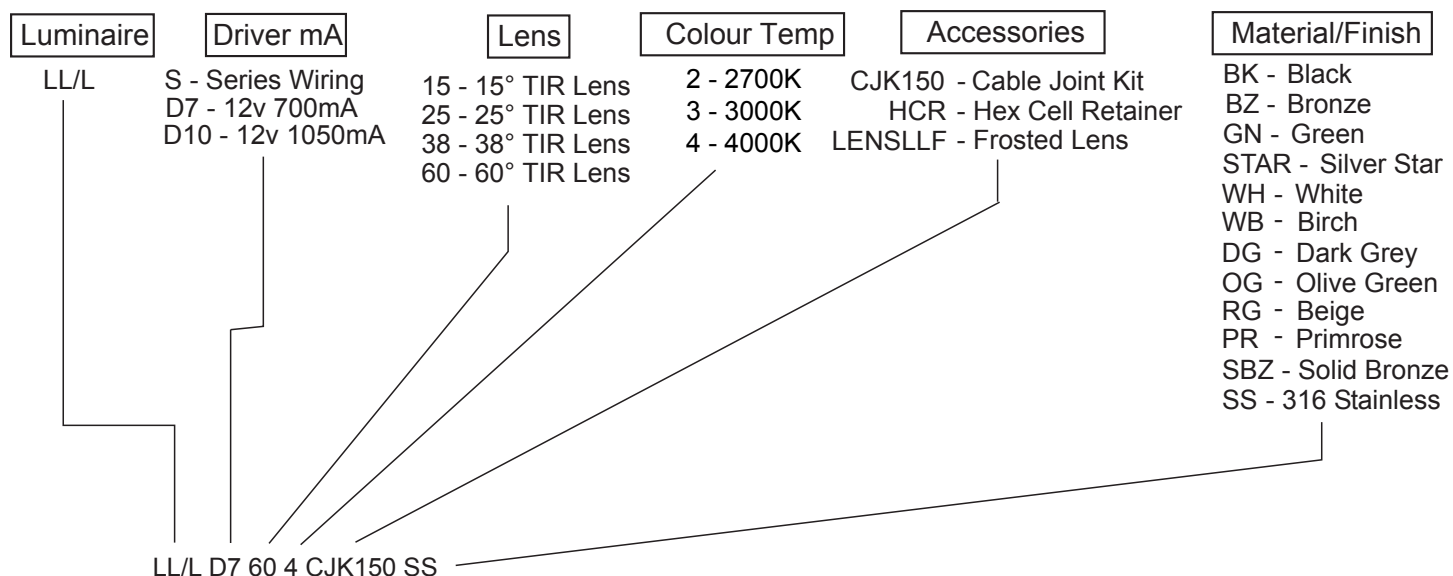 Luminaire
LL/L
Driver mA
S - Series Wiring
D7 - 12v 700mA
D10 - 12v 1050mA
Lens
15 - 15° TIR Lens
25 - 25° TIR Lens
38 - 38° TIR Lens
60 - 60° TIR Lens
Colour Temp
2 - 2700K
3 - 3000K
4 - 4000K
Accessories
CJK150 - Cable Joint Kit
HCR - Hex Cell Retainer
LENSLLF - Frosted Lens
Material/Finish
BK - Black
BZ - Bronze
GN - Green
STAR - Silver Star
WH - White
WB - Birch
DG - Dark Grey
OG - Olive Green
RG - Beige
PR - Primrose
SBZ - Solid Bronze
SS - 316 Stainless
LL/L D7 60 4 CJK150 SS